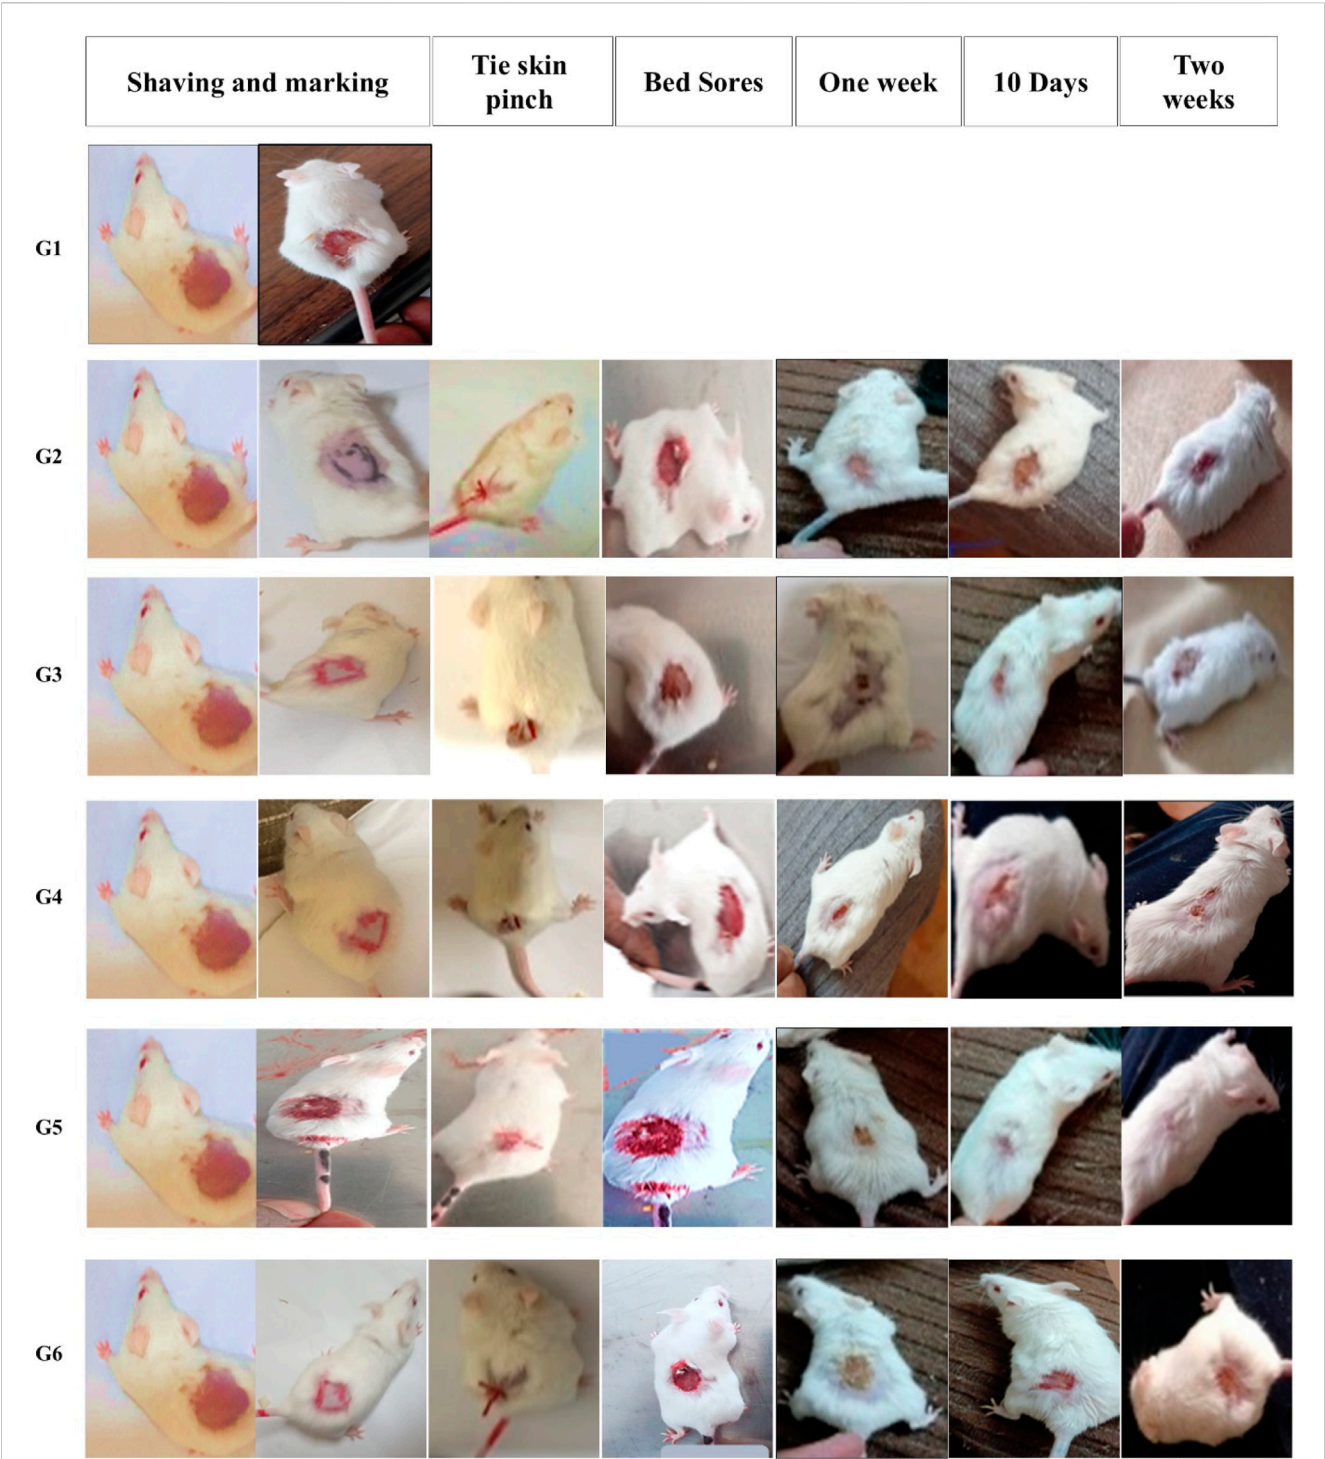 Shaving and marking
Tie skin
pinch
Bed Sores
One week
10 Days
Two
weeks
G1
G2
G3
G4
G5
G6